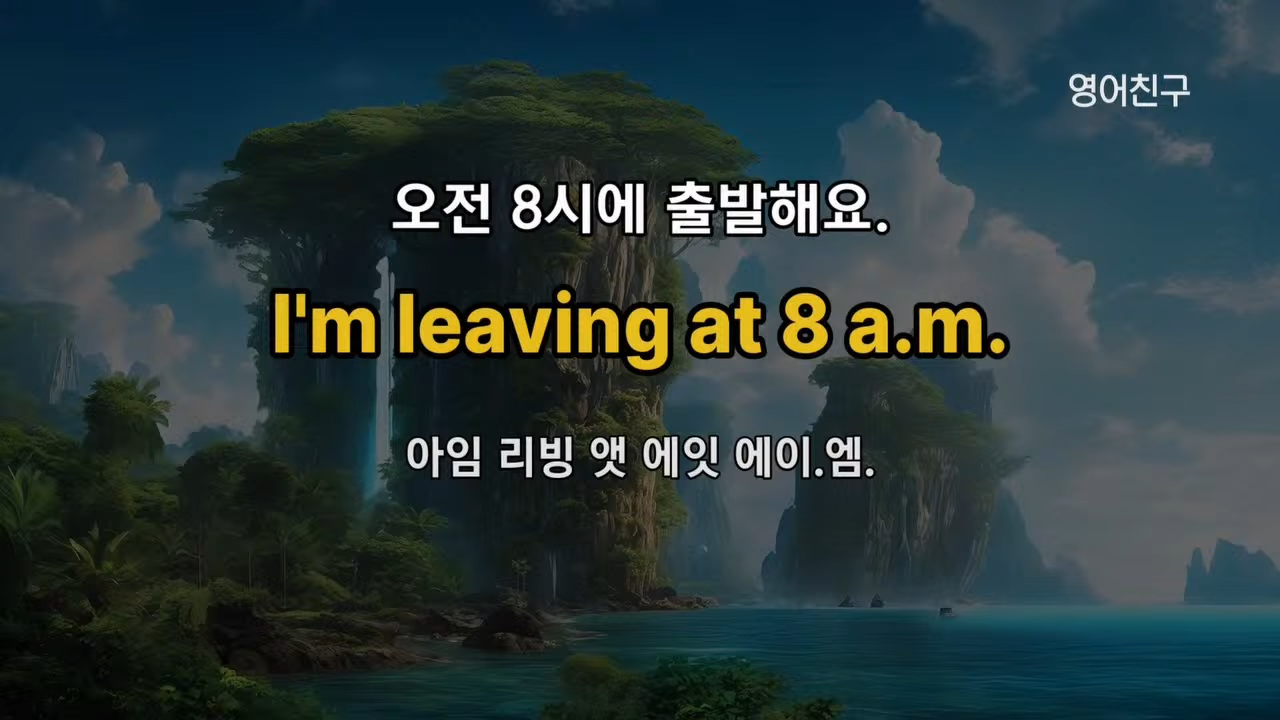 영어친구
오전 8시에 출발해요.
I'm leaving at 8 a.m.
아임 리빙 앳 에잇 에이.엠.